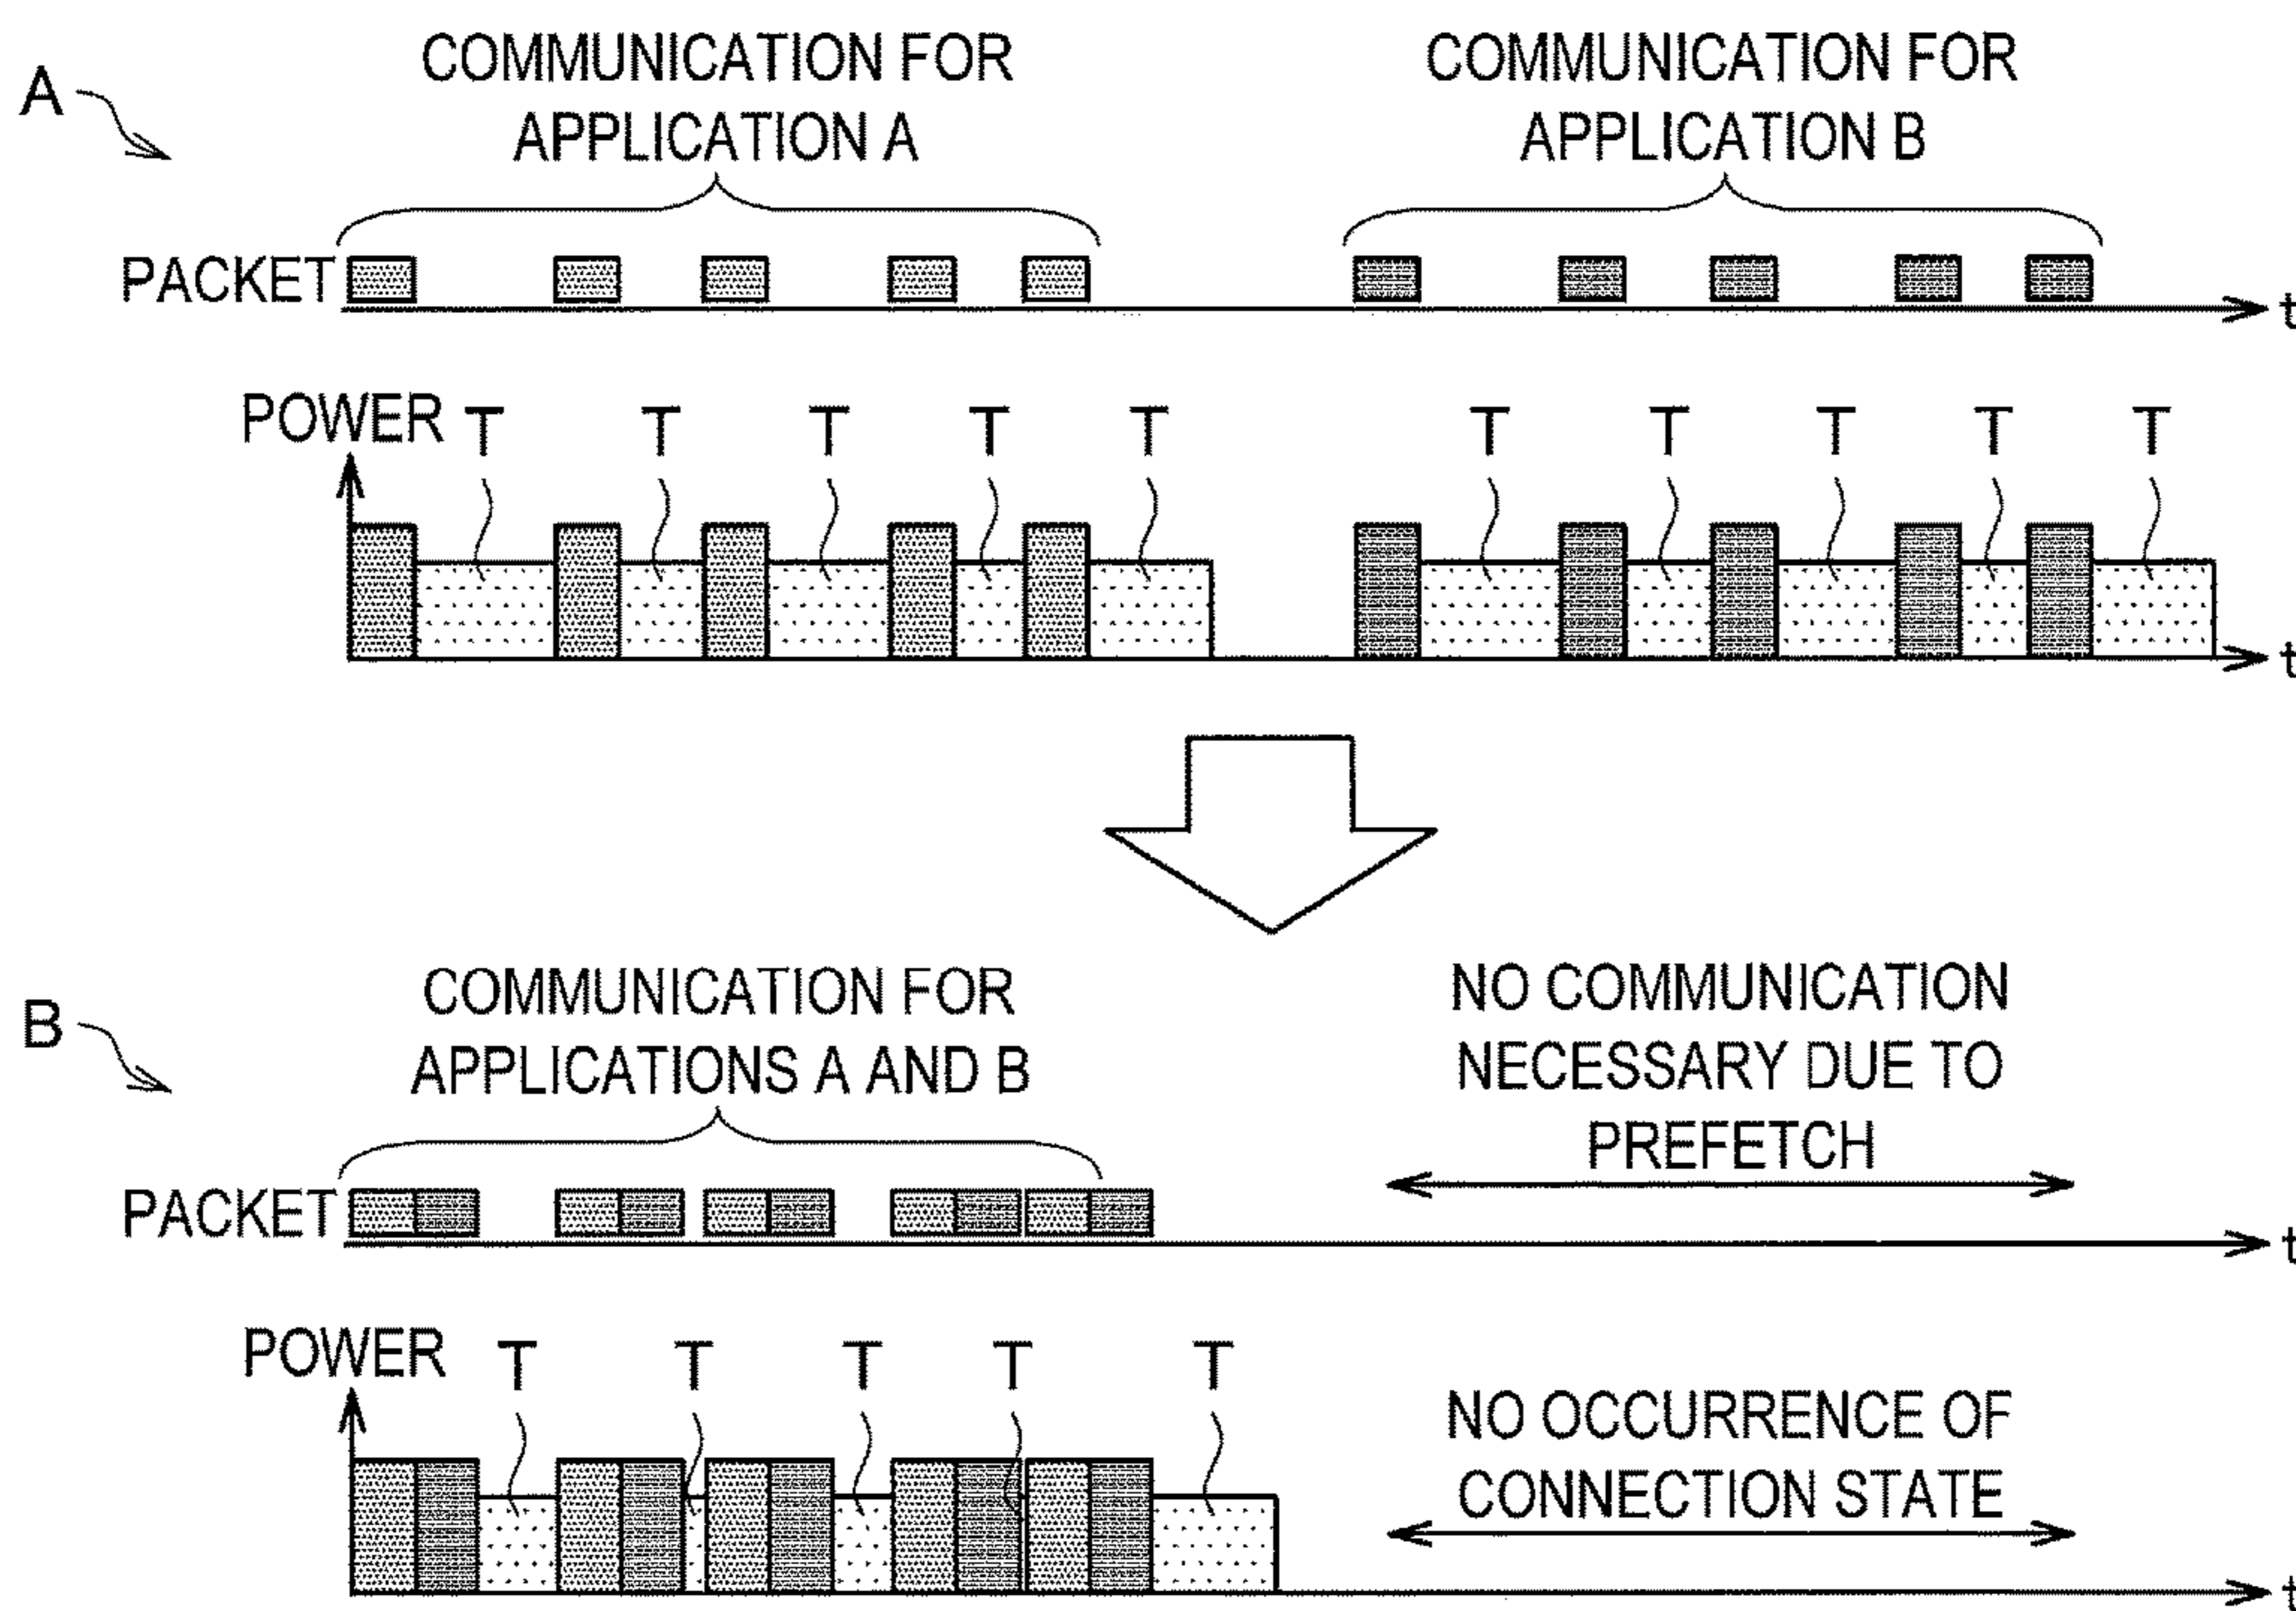 A
COMMUNICATION FOR
APPLICATION A
COMMUNICATION FOR
APPLICATION B
PACKET
t
POWER T T T T T T T T T T
t
B
COMMUNICATION FOR
APPLICATIONS A AND B
NO COMMUNICATION
NECESSARY DUE TO
PREFETCH
PACKET
t
POWER T T T T T
NO OCCURRENCE OF
CONNECTION STATE
t